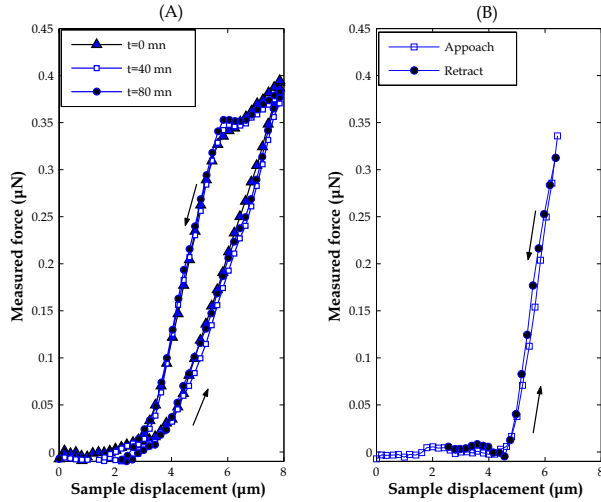 (A)
(B)
0.45
0.4
0.35
0.3
0.25
0.2
0.15
0.1
0.05
0
Measured force (µN)
t=0 mn
t=40 mn
t=80 mn
0 2 4 6 8
Sample displacement (µm)
0.45
0.4
0.35
0.3
0.25
0.2
0.15
0.1
0.05
0
Measured force (µN)
Appoach
Retract
0 2 4 6 8
Sample displacement (µm)